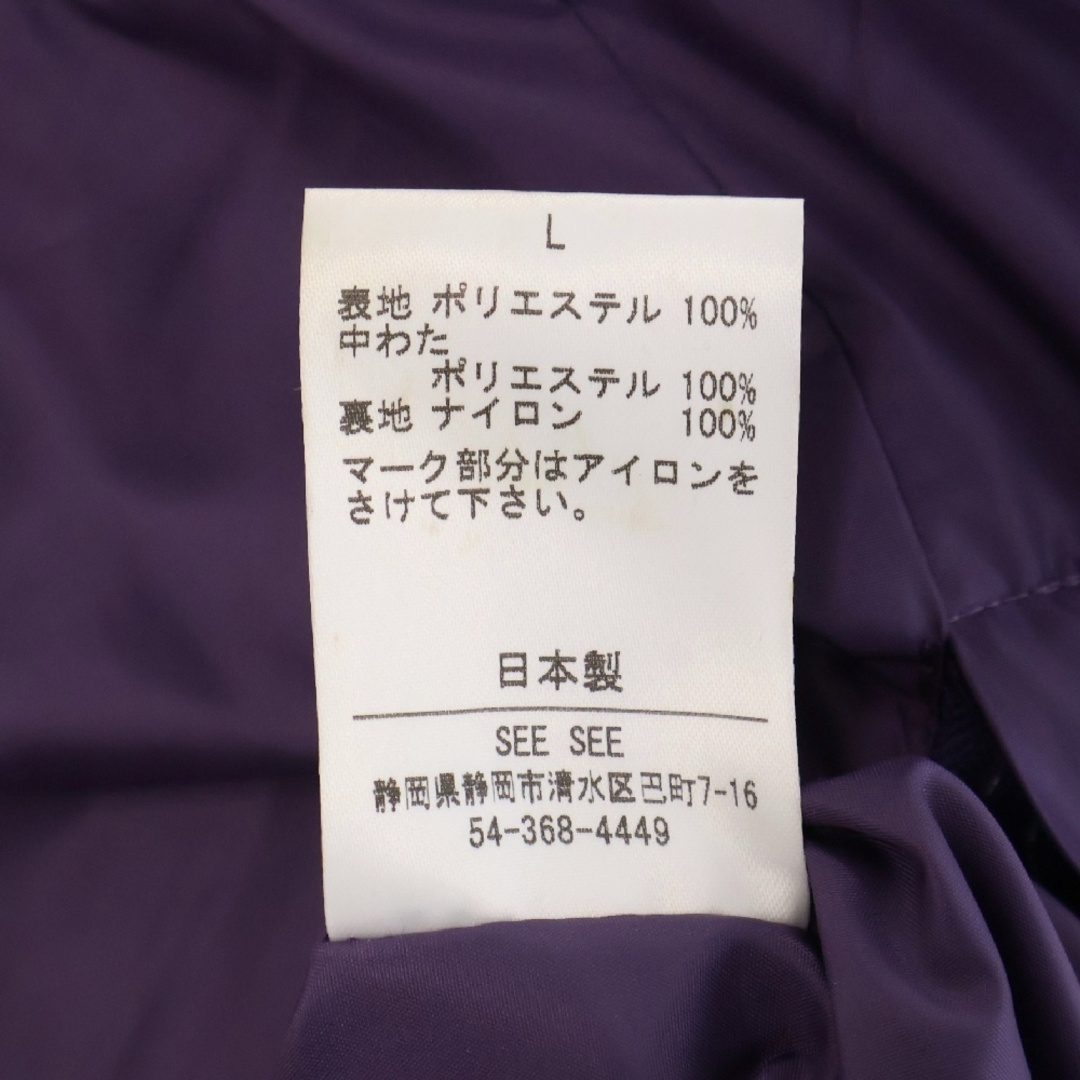 L
表地 ポリエステル 100%
中わた
ポリエステル 100%
裏地 ナイロン 100%
マーク部分はアイロンを
さけて下さい。
日本製
SEE SEE
静岡県静岡市清水区巴町7-16
54-368-4449